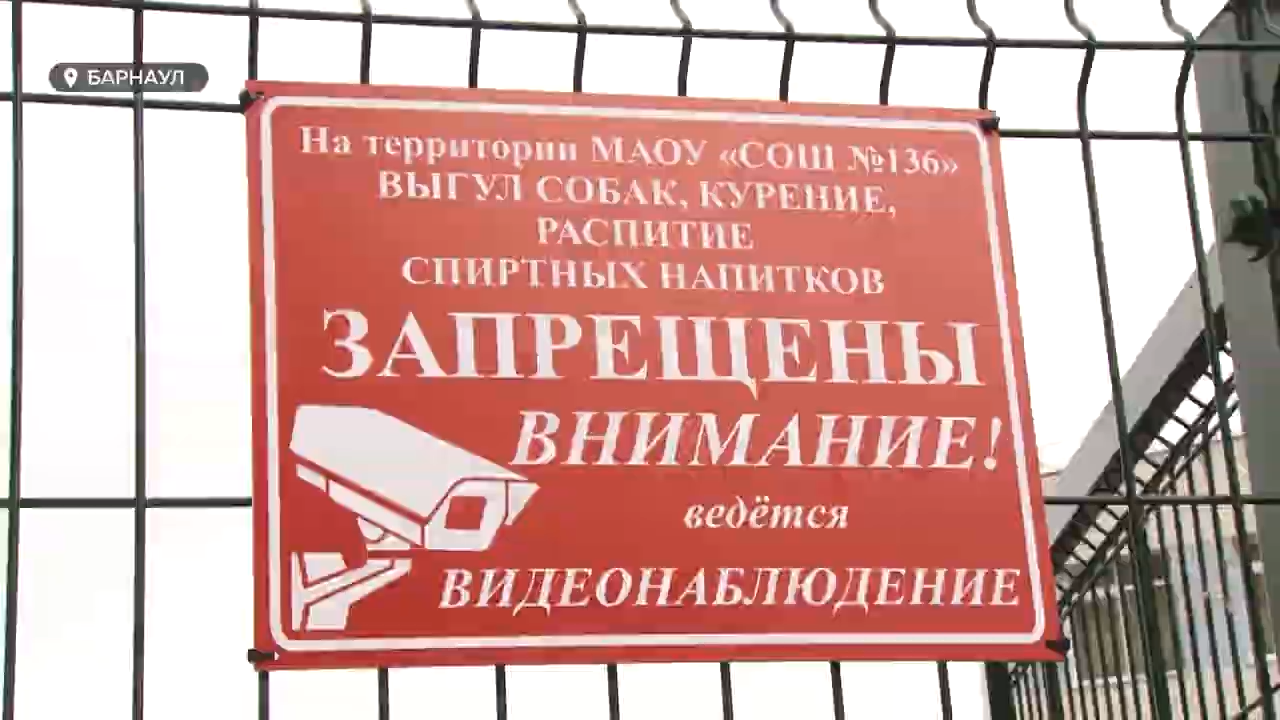 БАРНАУЛ
На территории МАОУ «СОШ №136»
ВЫГУЛ СОБАК, КУРЕНИЕ,
РАСПИТИЕ
СПИРТНЫХ НАПИТКОВ
ЗАПРЕЩЕНЫ
ВНИМАНИЕ!
ведётся
ВИДЕОНАБЛЮДЕНИЕ